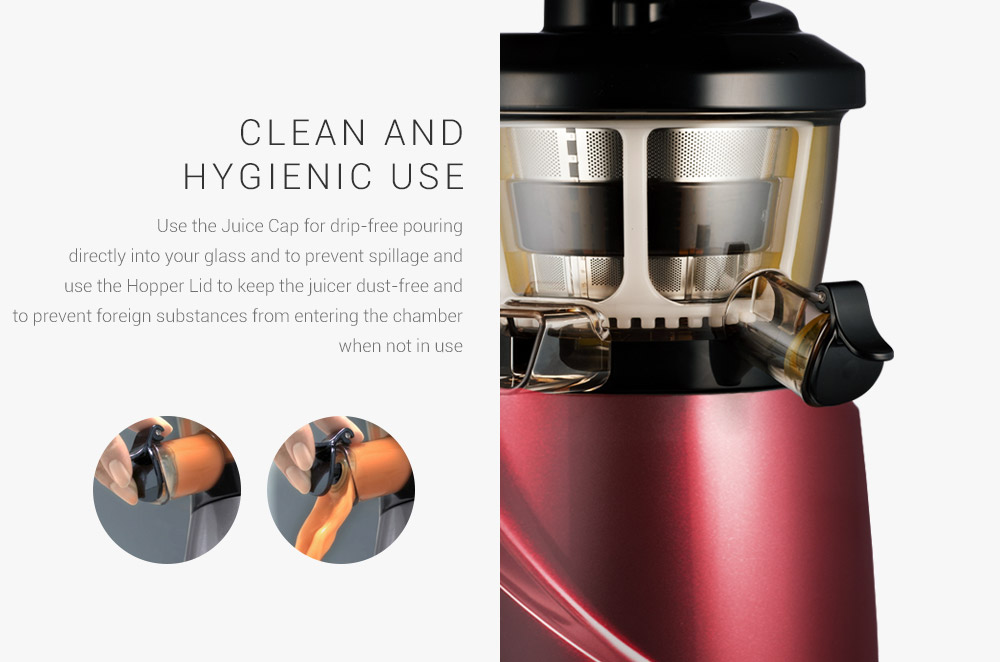 CLEAN AND
HYGIENIC USE
Use the Juice Cap for drip-free pouring
directly into your glass and to prevent spillage and
use the Hopper Lid to keep the juicer dust-free and
to prevent foreign substances from entering the chamber
when not in use